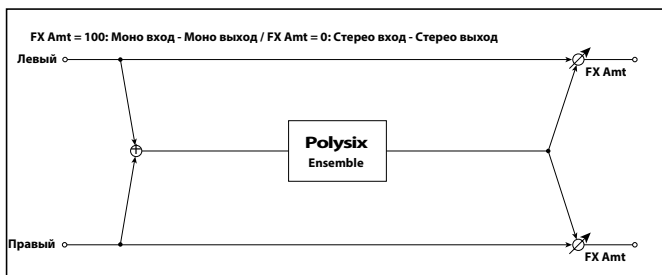 FX Amt = 100: Моно вход - Моно выход / FX Amt = 0: Стерео вход - Стерео выход
Левый
FX Amt
Polysix
Ensemble
Правый
FX Amt